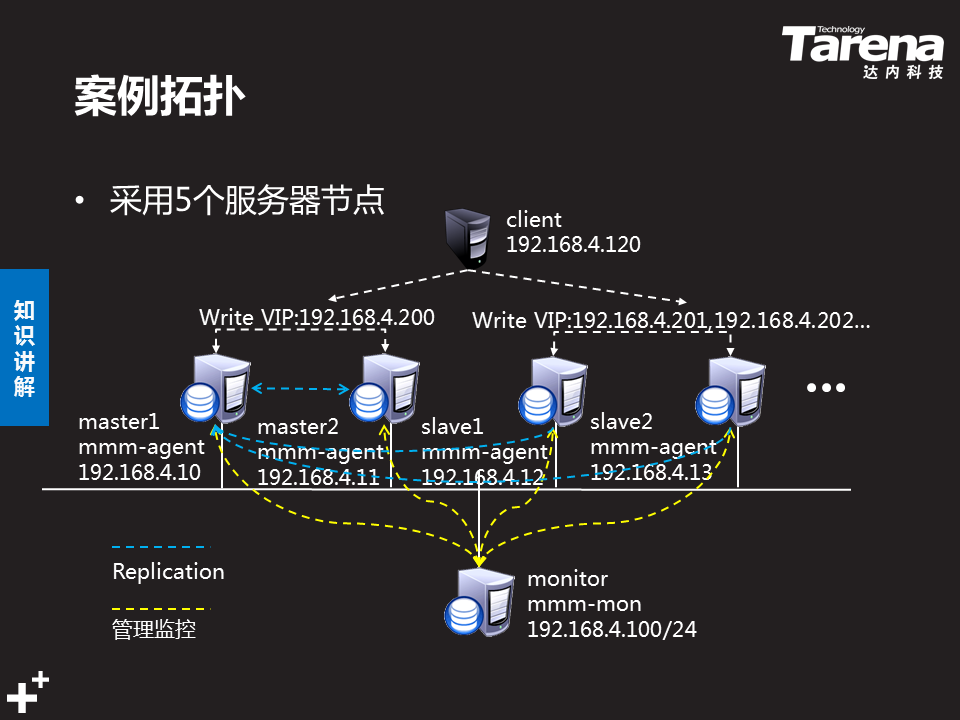 Technology
Tarena
达内科技
案例拓扑
• 采用5个服务器节点
client
192.168.4.120
知识讲解
Write VIP:192.168.4.200
Write VIP:192.168.4.201,192.168.4.202...
master1
mmm-agent
192.168.4.10
master2
mmm-agent
192.168.4.11
slave1
mmm-agent
192.168.4.12
slave2
mmm-agent
192.168.4.13
Replication
管理监控
monitor
mmm-mon
192.168.4.100/24